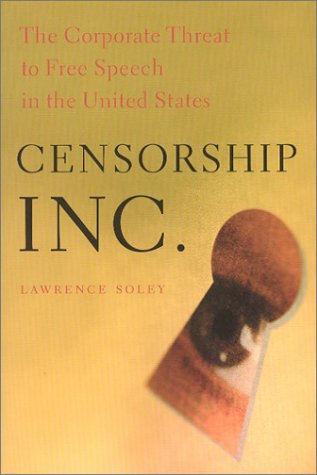 The Corporate Threat
to Free Speech
in the United States
CENSORSHIP
INC.
LAWRENCE SOLEY